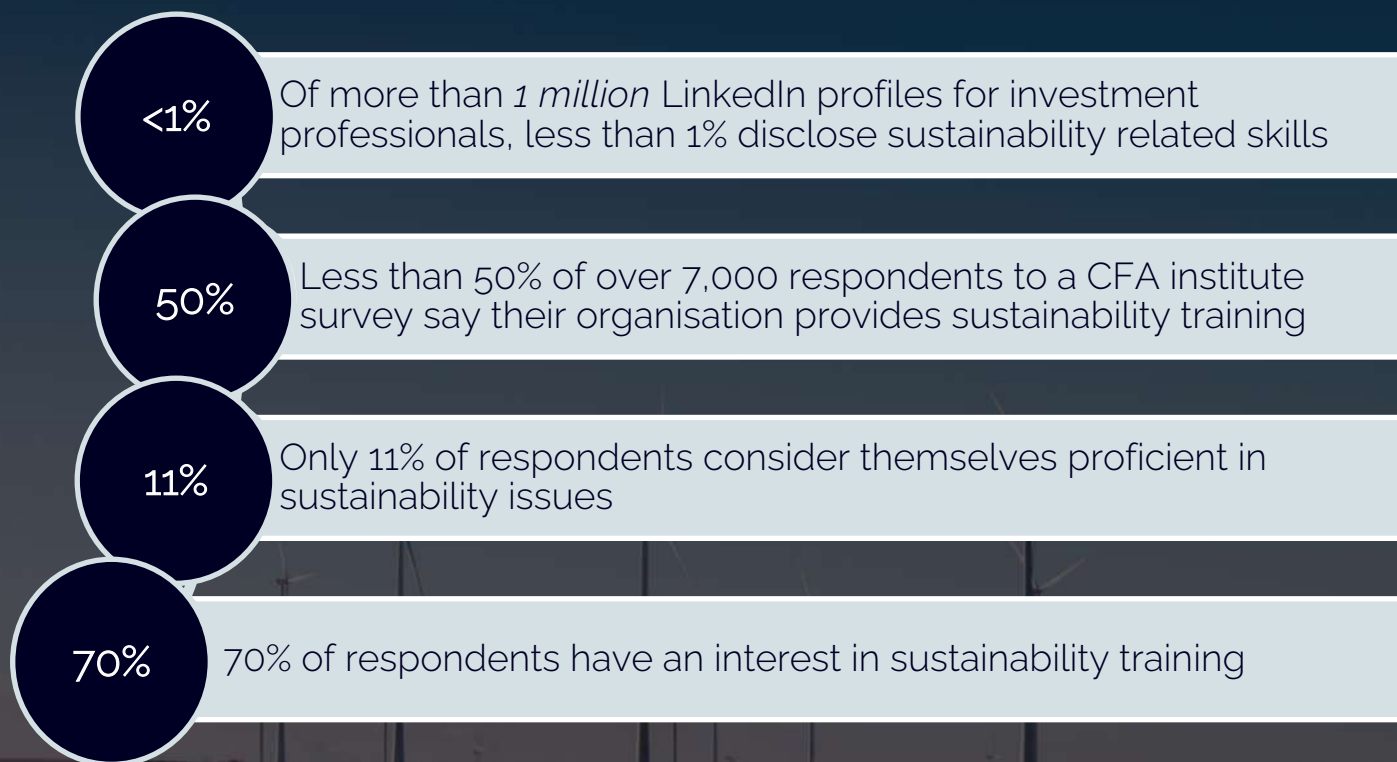 <1%
Of more than 1 million LinkedIn profiles for investment
professionals, less than 1% disclose sustainability related skills
50%
Less than 50% of over 7,000 respondents to a CFA institute
survey say their organisation provides sustainability training
11%
Only 11% of respondents consider themselves proficient in
sustainability issues
70%
70% of respondents have an interest in sustainability training